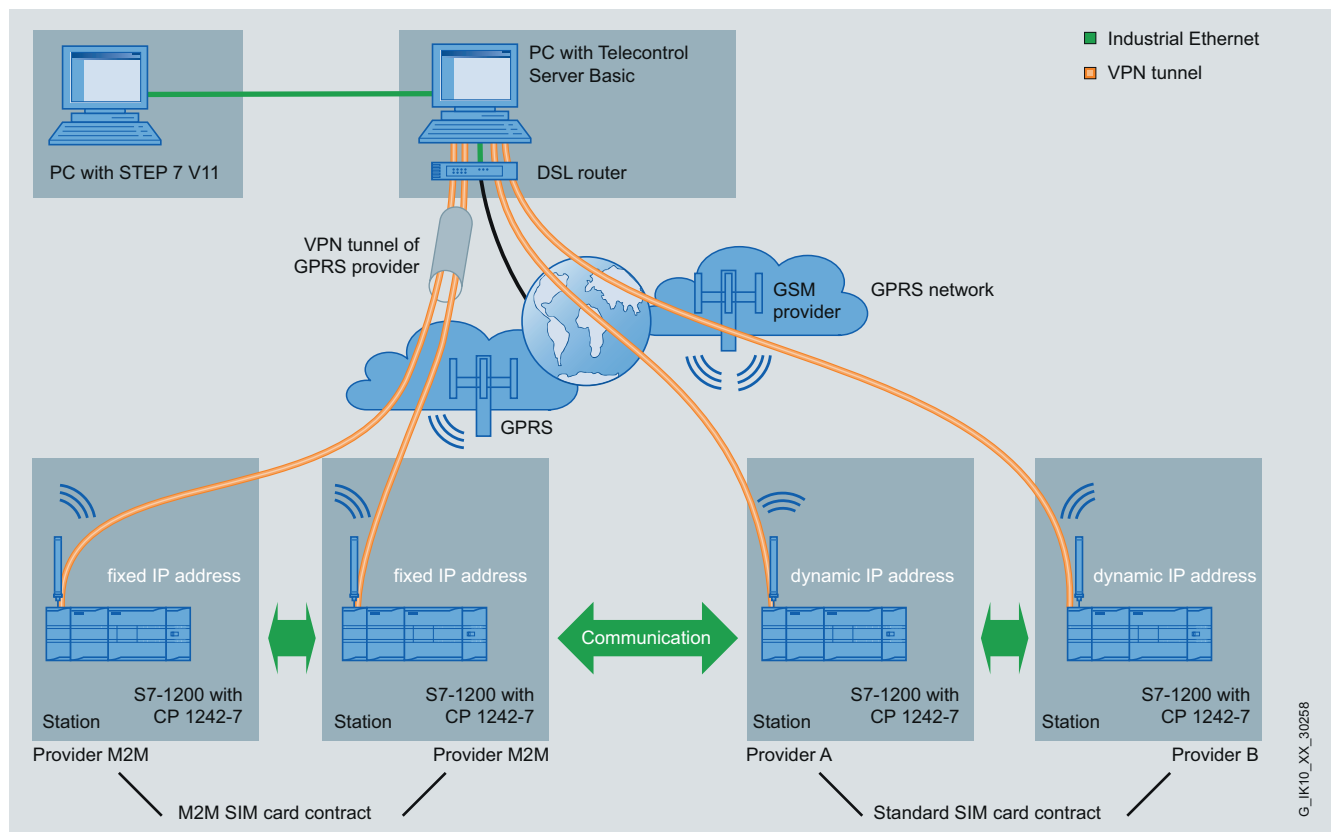 PC with Telecontrol
Server Basic
Industrial Ethernet
VPN tunnel
PC with STEP 7 V11
DSL router
VPN tunnel of
GPRS provider
GSM
provider
GPRS network
GPRS
fixed IP address
fixed IP address
dynamic IP address
dynamic IP address
Communication
S7-1200 with
CP 1242-7
Station
S7-1200 with
CP 1242-7
Station
S7-1200 with
CP 1242-7
Station
S7-1200 with
CP 1242-7
Station
Provider M2M
Provider M2M
Provider A
Provider B
M2M SIM card contract
Standard SIM card contract
G_IK10_XX_30258